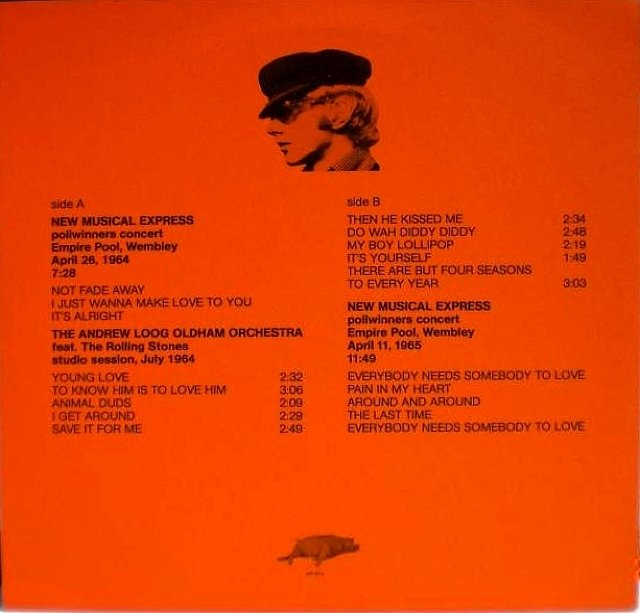 side A
NEW MUSICAL EXPRESS
pollwinners concert
Empire Pool, Wembley
April 26, 1964
7:28
NOT FADE AWAY
I JUST WANNA MAKE LOVE TO YOU
IT'S ALRIGHT
THE ANDREW LOOG OLDHAM ORCHESTRA
feat. The Rolling Stones
studio session, July 1964
YOUNG LOVE 2:32
TO KNOW HIM IS TO LOVE HIM 3:06
ANIMAL DUDS 2:09
I GET AROUND 2:29
SAVE IT FOR ME 2:49
side B
THEN HE KISSED ME 2:34
DO WAH DIDDY DIDDY 2:48
MY BOY LOLLIPOP 2:19
IT'S YOURSELF 1:49
THERE ARE BUT FOUR SEASONS
TO EVERY YEAR 3:03
NEW MUSICAL EXPRESS
pollwinners concert
Empire Pool, Wembley
April 11, 1965
11:49
EVERYBODY NEEDS SOMEBODY TO LOVE
PAIN IN MY HEART
AROUND AND AROUND
THE LAST TIME
EVERYBODY NEEDS SOMEBODY TO LOVE